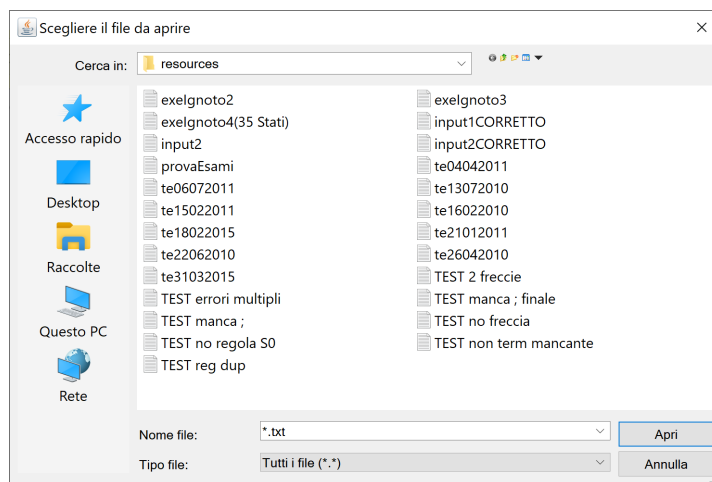 Scegliere il file da aprire
Cerca in: resources
Accesso rapido
Desktop
Raccolte
Questo PC
Rete
exeIgnoto2 exeIgnoto3
exeIgnoto4(35 Stati) input1CORRETTO
input2 input2CORRETTO
provaEsami te04042011
te06072011 te13072010
te15022011 te16022010
te18022015 te21012011
te22062010 te26042010
te31032015 TEST 2 freccie
TEST errori multipli TEST manca ; finale
TEST manca ; TEST no freccia
TEST no regola S0 TEST non term mancante
TEST reg dup
Nome file: *.txt Apri
Tipo file: Tutti i file (*.*) Annulla